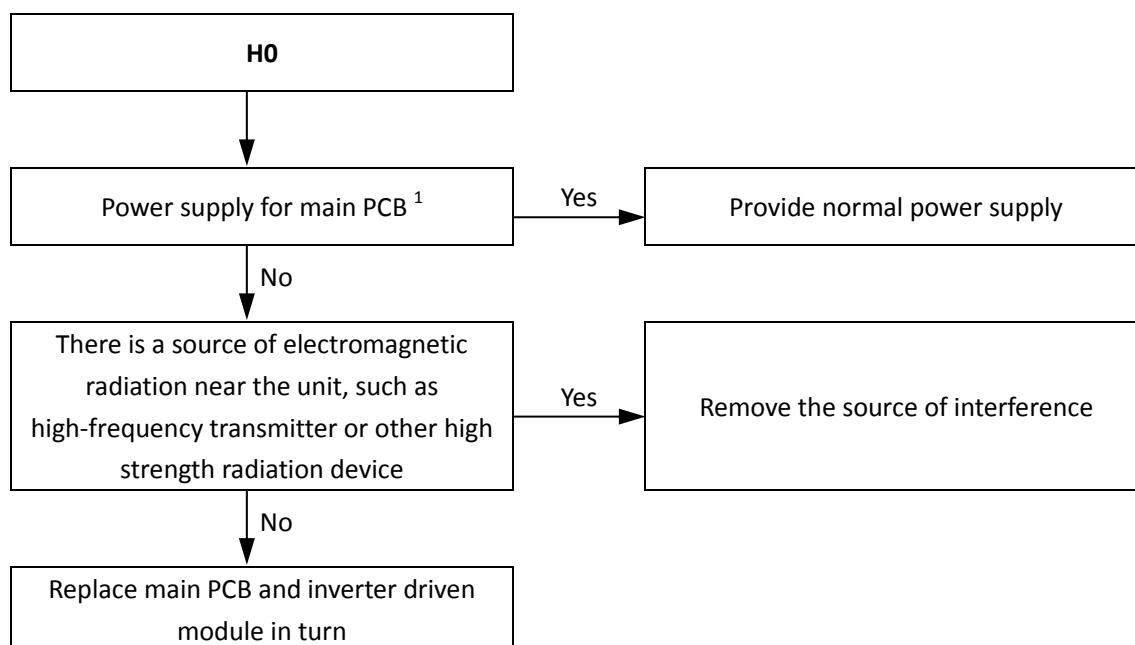 H0
Power supply for main PCB 1
Yes
Provide normal power supply
No
There is a source of electromagnetic
radiation near the unit, such as
high-frequency transmitter or other high
strength radiation device
Yes
Remove the source of interference
No
Replace main PCB and inverter driven
module in turn